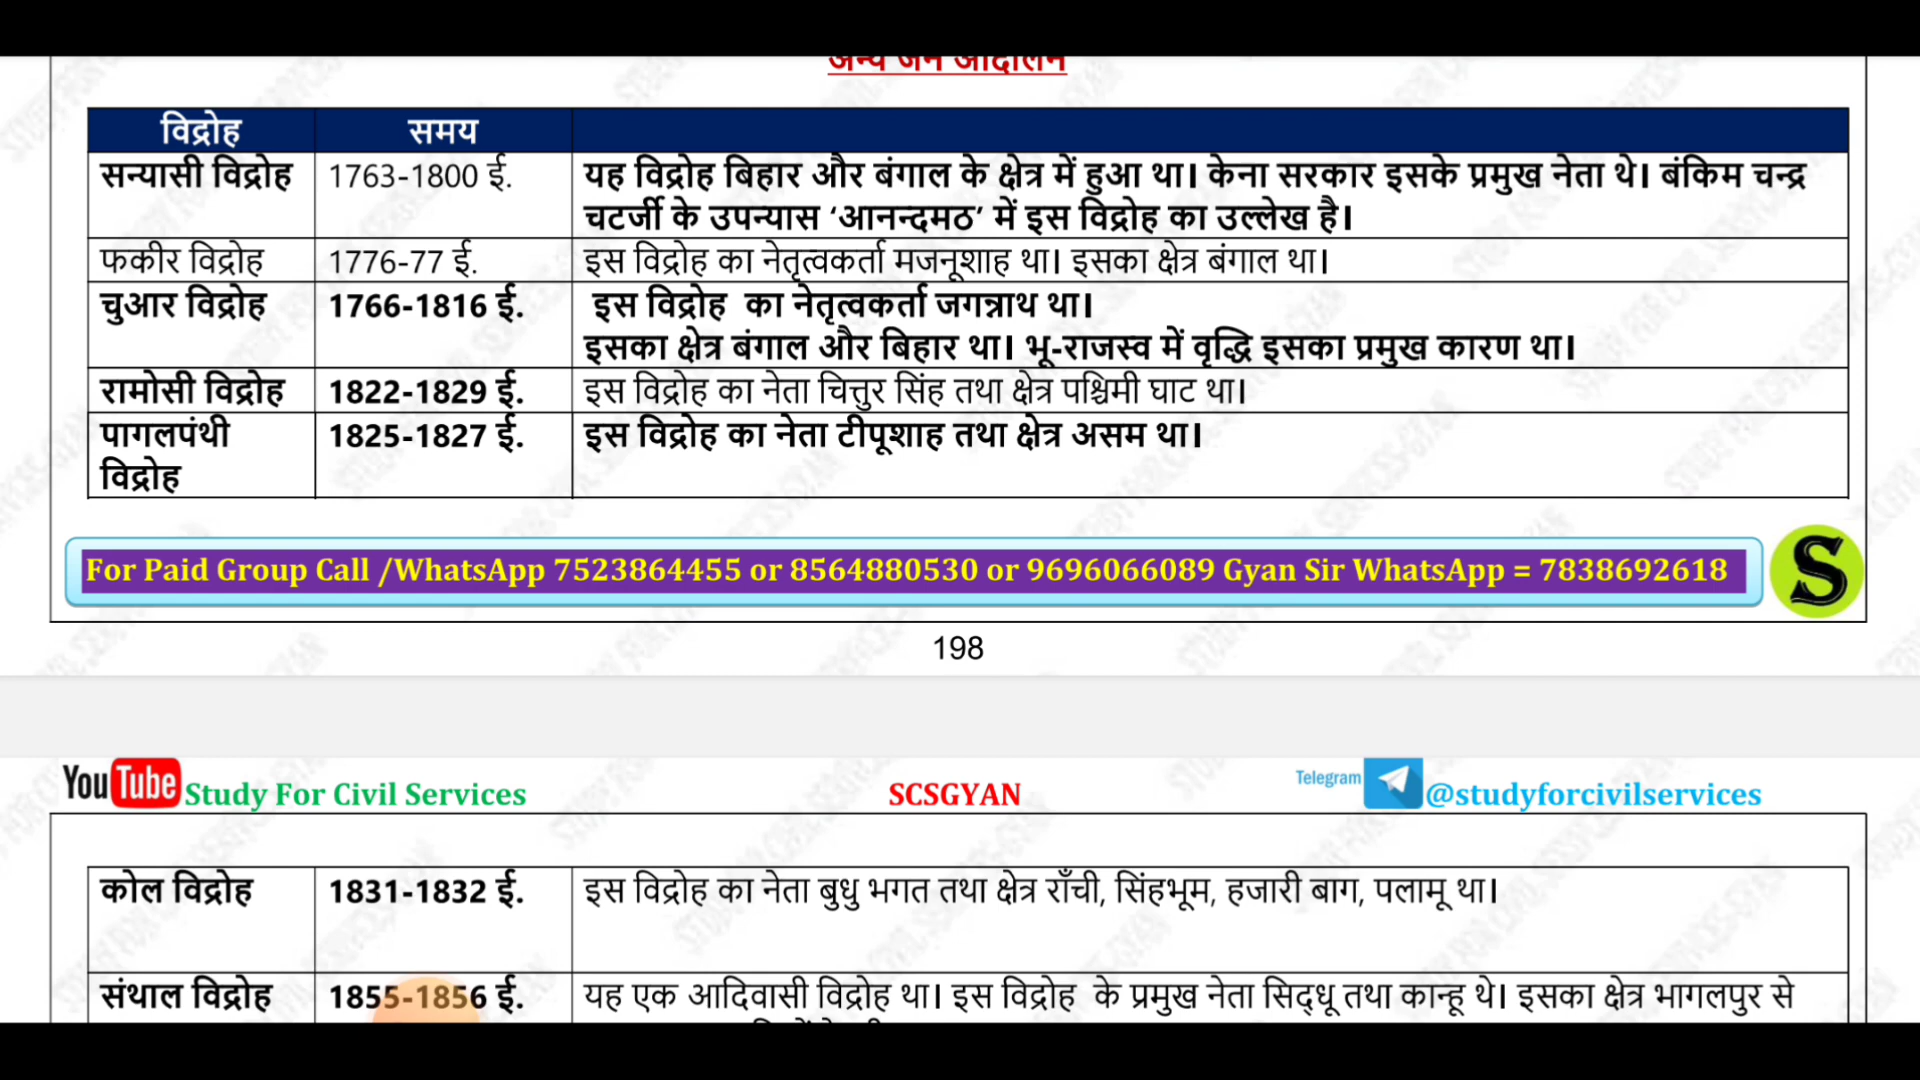 अन्य जन आंदोलन
विद्रोह समय
सन्यासी विद्रोह 1763-1800 ई. यह विद्रोह बिहार और बंगाल के क्षेत्र में हुआ था। केना सरकार इसके प्रमुख नेता थे। बंकिम चन्द्र
चटर्जी के उपन्यास ‘आनन्दमठ’ में इस विद्रोह का उल्लेख है।
फकीर विद्रोह 1776-77 ई. इस विद्रोह का नेतृत्वकर्ता मजनूशाह था। इसका क्षेत्र बंगाल था।
चुआर विद्रोह 1766-1816 ई. इस विद्रोह का नेतृत्वकर्ता जगन्नाथ था।
इसका क्षेत्र बंगाल और बिहार था। भू-राजस्व में वृद्धि इसका प्रमुख कारण था।
रामोसी विद्रोह 1822-1829 ई. इस विद्रोह का नेता चित्तुर सिंह तथा क्षेत्र पश्चिमी घाट था।
पागलपंथी 1825-1827 ई. इस विद्रोह का नेता टीपूशाह तथा क्षेत्र असम था।
विद्रोह
For Paid Group Call /WhatsApp 7523864455 or 8564880530 or 9696066089 Gyan Sir WhatsApp = 7838692618
S
198
YouTube Study For Civil Services SCSGYAN Telegram @studyforcivilservices
कोल विद्रोह 1831-1832 ई. इस विद्रोह का नेता बुधु भगत तथा क्षेत्र राँची, सिंहभूम, हजारी बाग, पलामू था।
संथाल विद्रोह 1855-1856 ई. यह एक आदिवासी विद्रोह था। इस विद्रोह के प्रमुख नेता सिद्धू तथा कान्हू थे। इसका क्षेत्र भागलपुर से